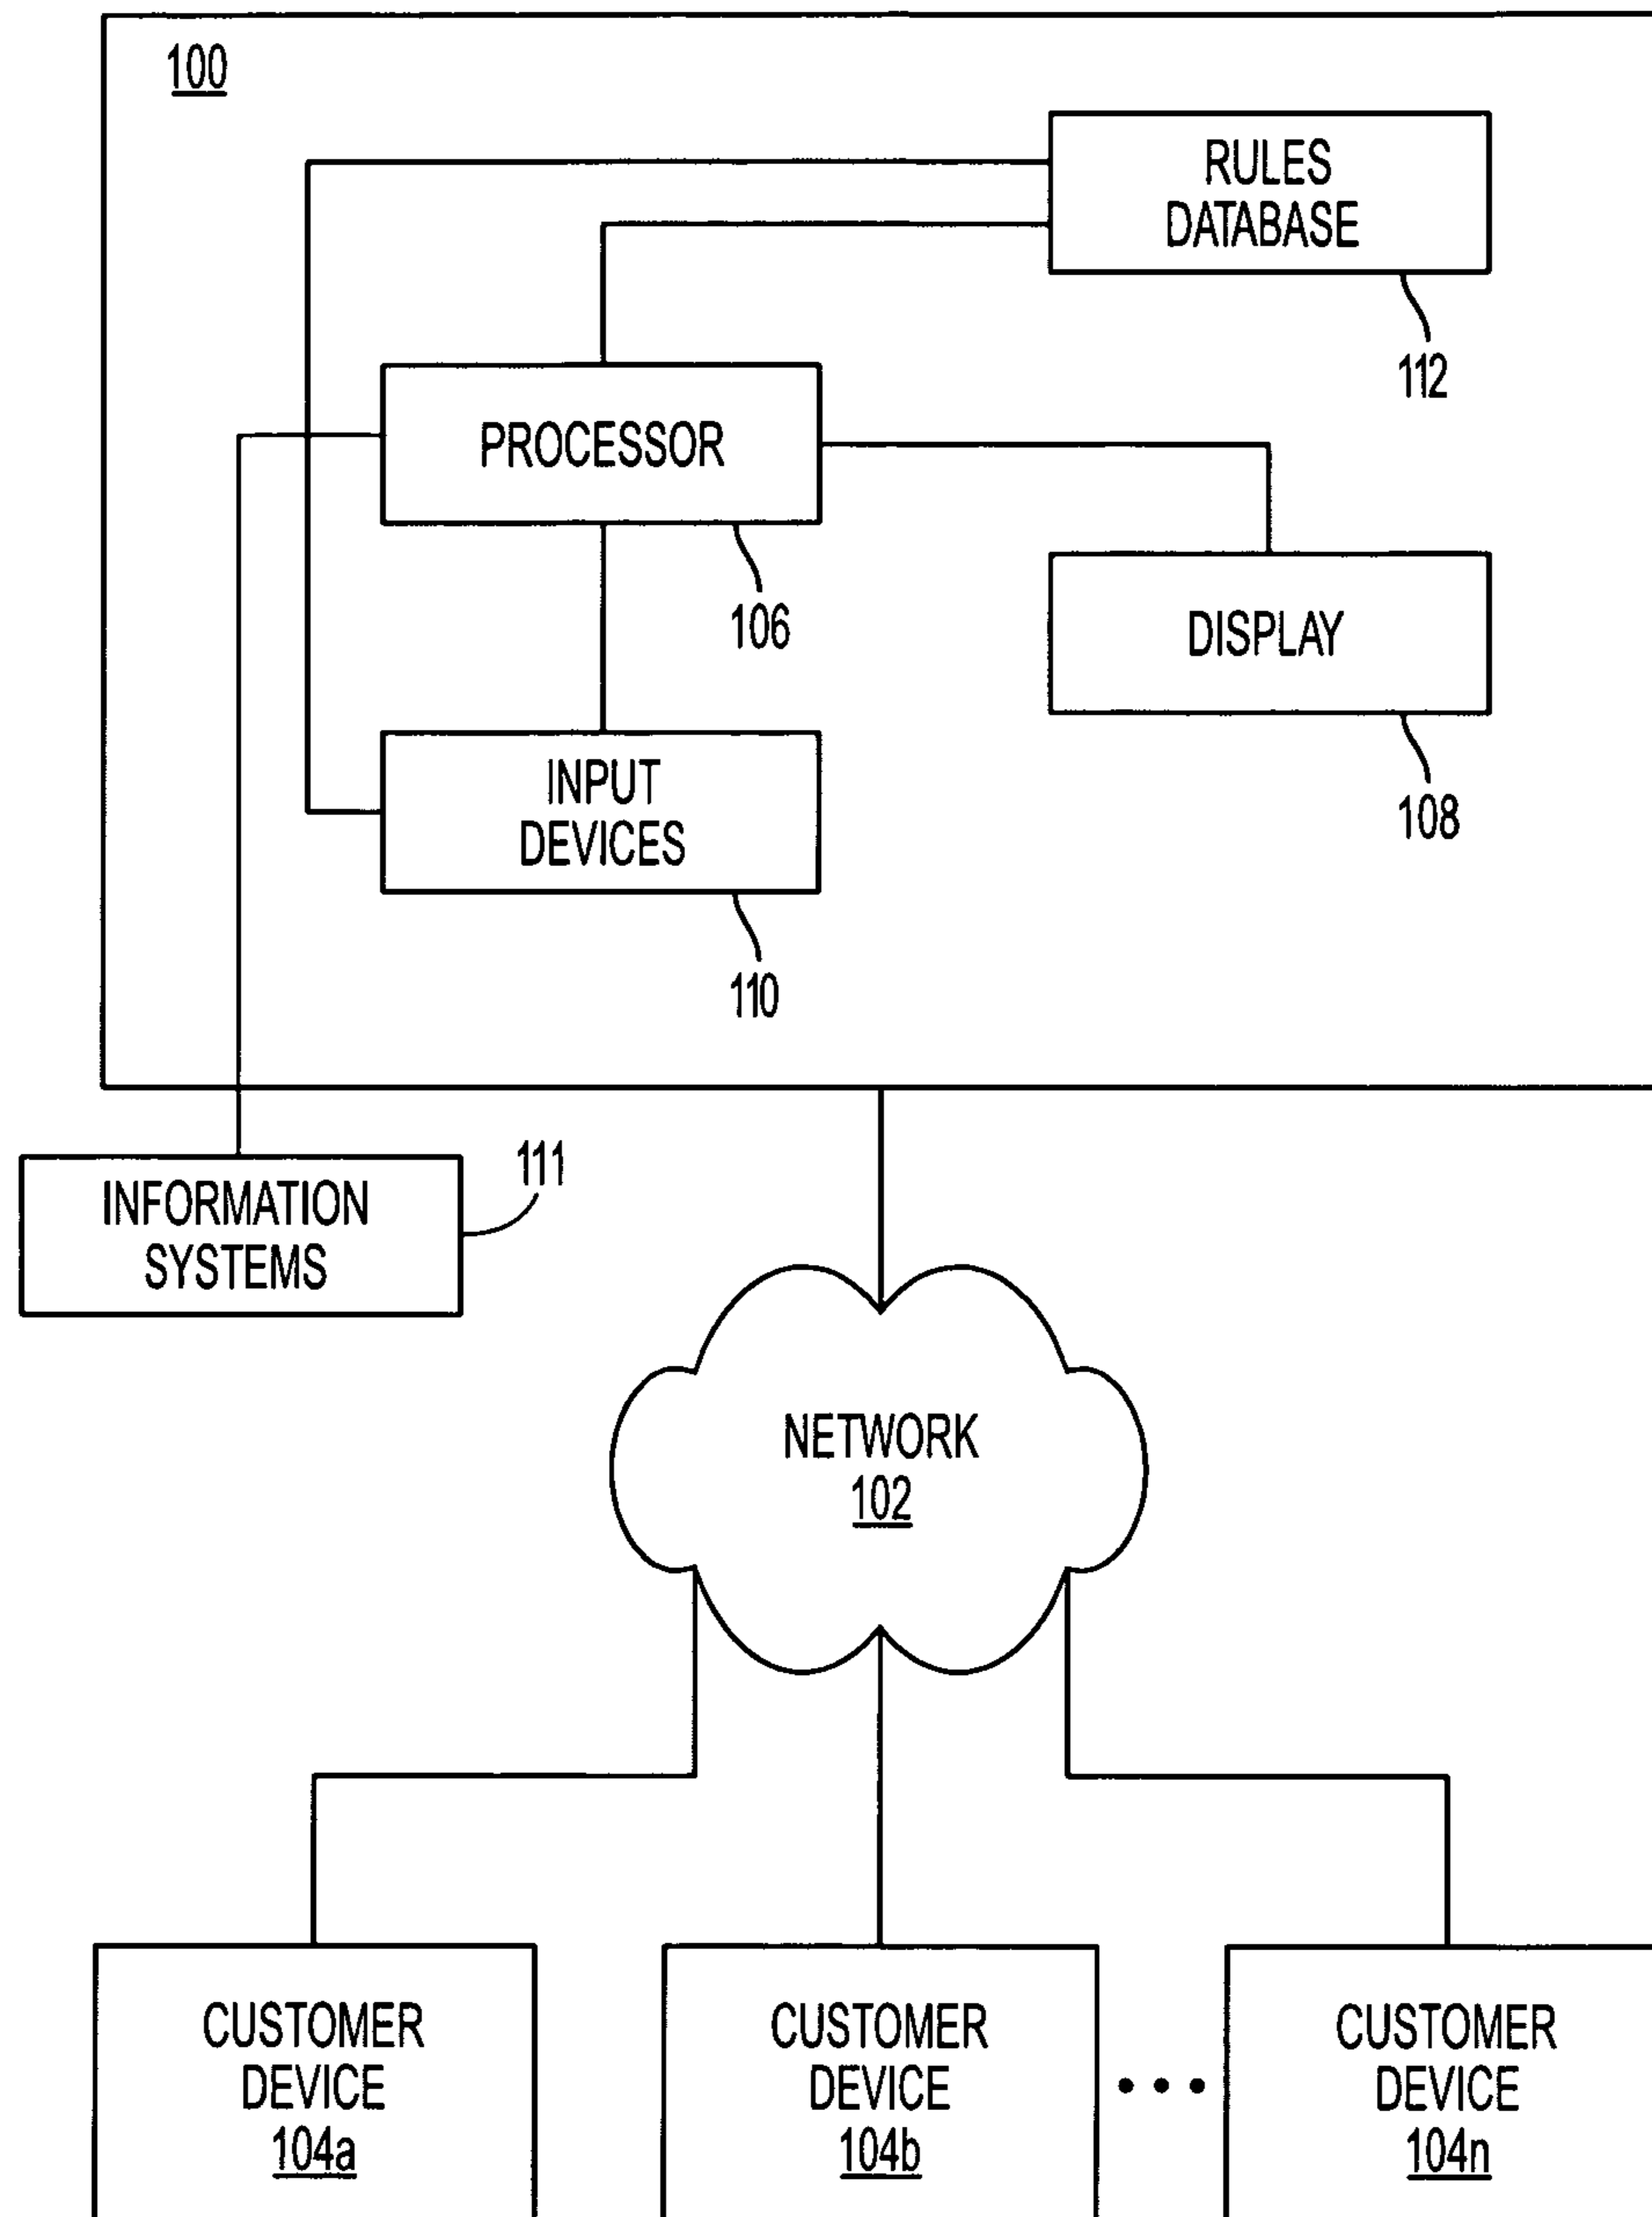 100
RULES
DATABASE
112
PROCESSOR
106
DISPLAY
108
INPUT
DEVICES
110
INFORMATION
SYSTEMS
111
NETWORK
102
CUSTOMER
DEVICE
104a
CUSTOMER
DEVICE
104b
• • •
CUSTOMER
DEVICE
104n